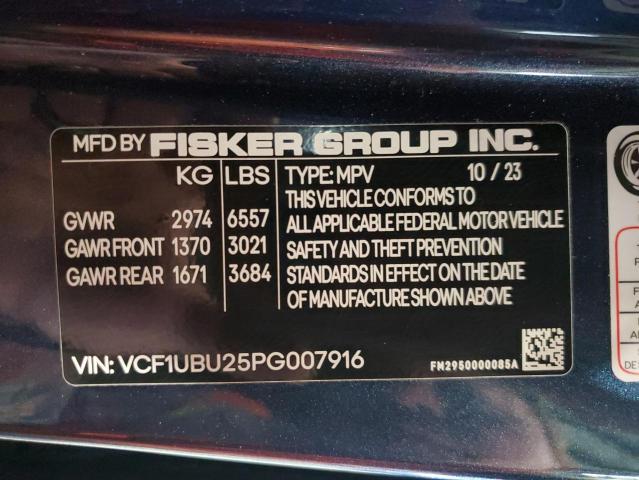 MFD BY FISKER GROUP INC.
KG LBS TYPE: MPV 10 / 23
THIS VEHICLE CONFORMS TO
GVWR 2974 6557 ALL APPLICABLE FEDERAL MOTOR VEHICLE
GAWR FRONT 1370 3021 SAFETY AND THEFT PREVENTION
GAWR REAR 1671 3684 STANDARDS IN EFFECT ON THE DATE
OF MANUFACTURE SHOWN ABOVE
VIN: VCF1UBU25PG007916
FM2950000085A